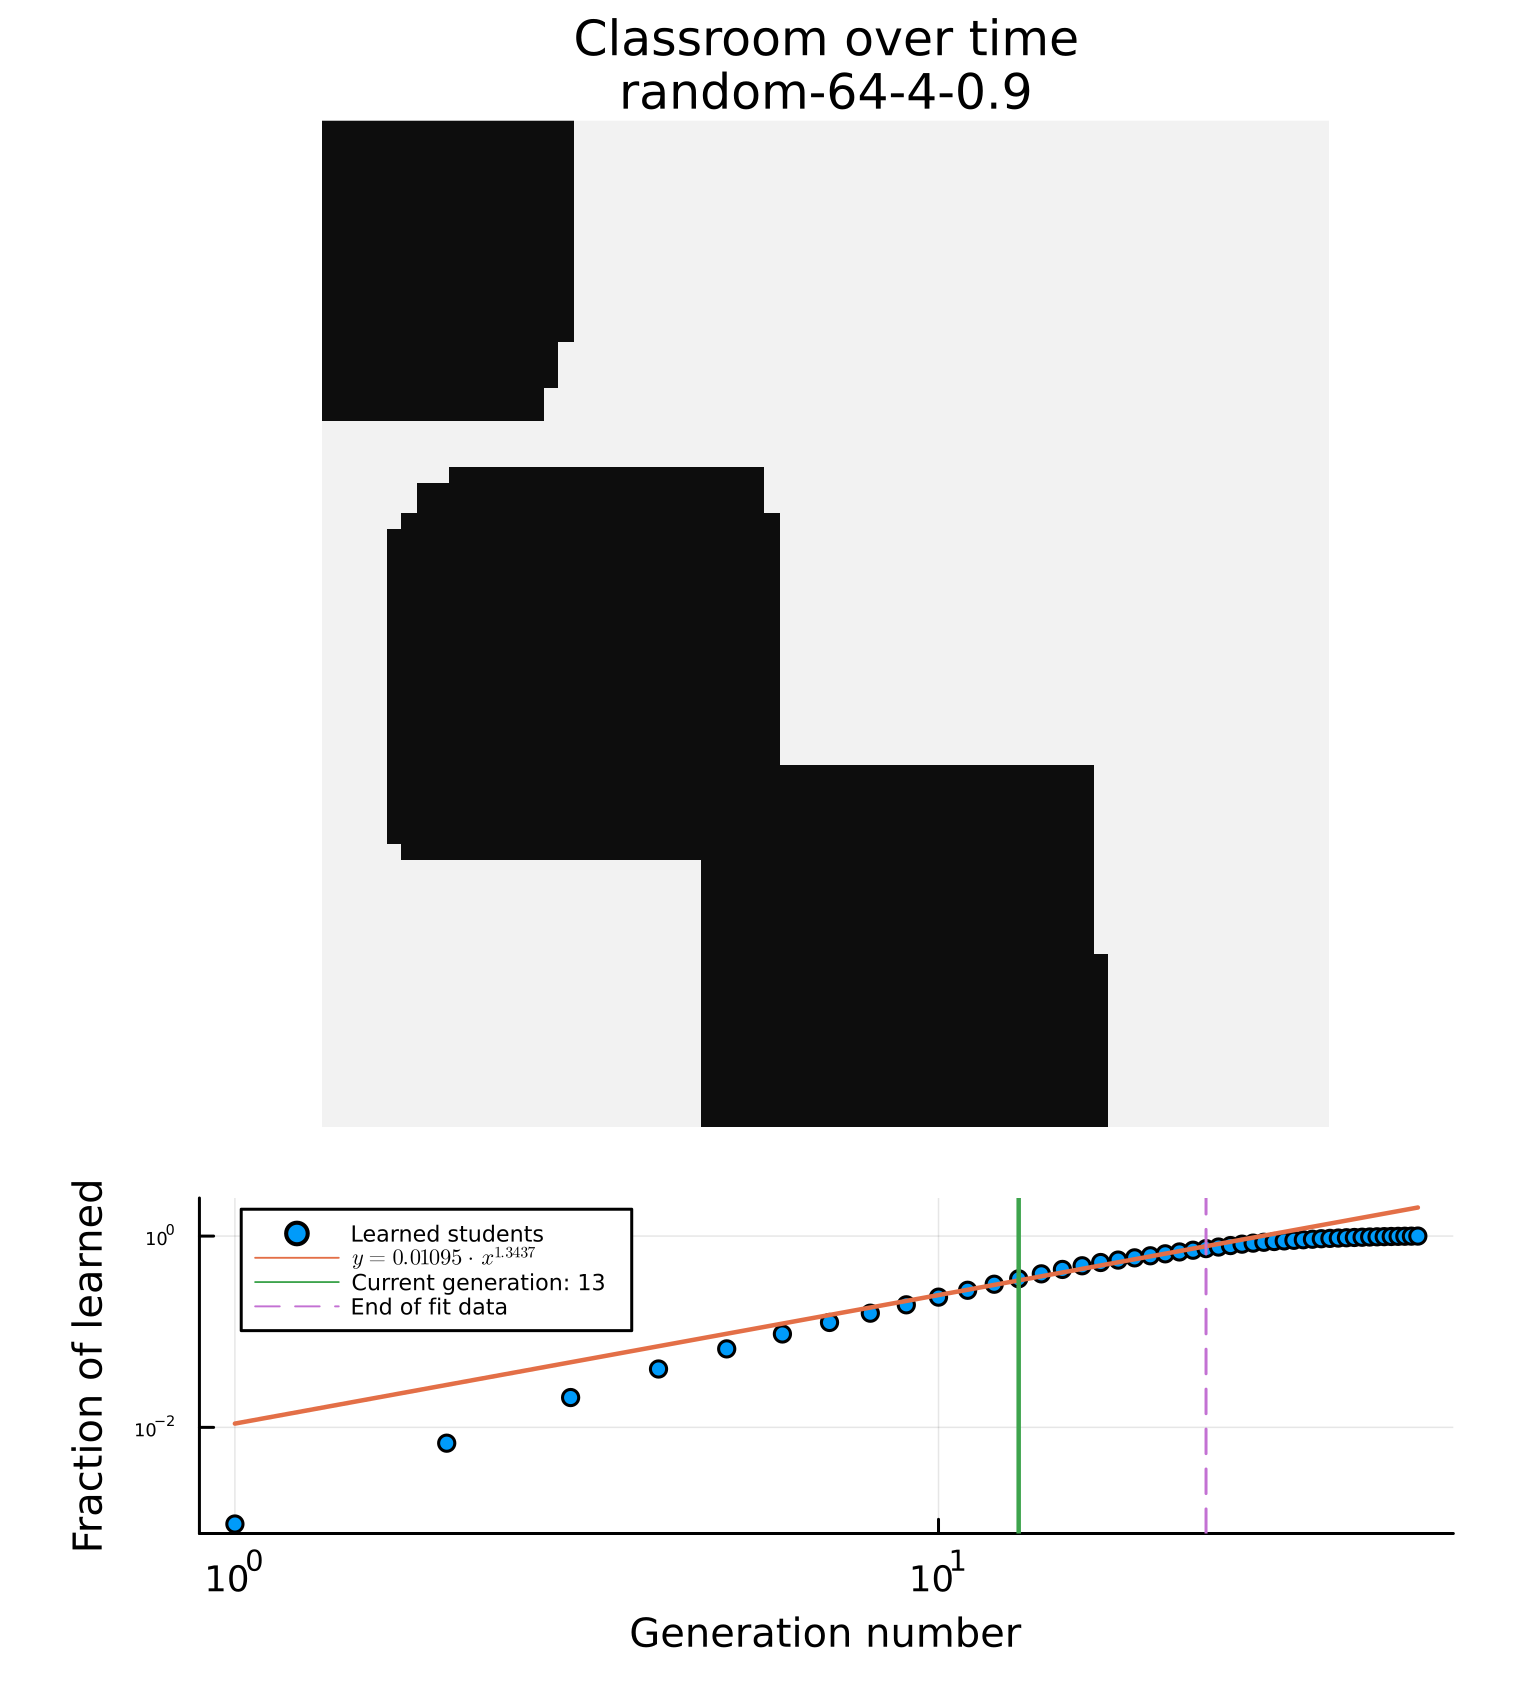 Classroom over time
random-64-4-0.9
Fraction of learned
10^0
10^-2
Learned students
y = 0.01095 · x^1.3437
Current generation: 13
End of fit data
10^0
10^1
Generation number